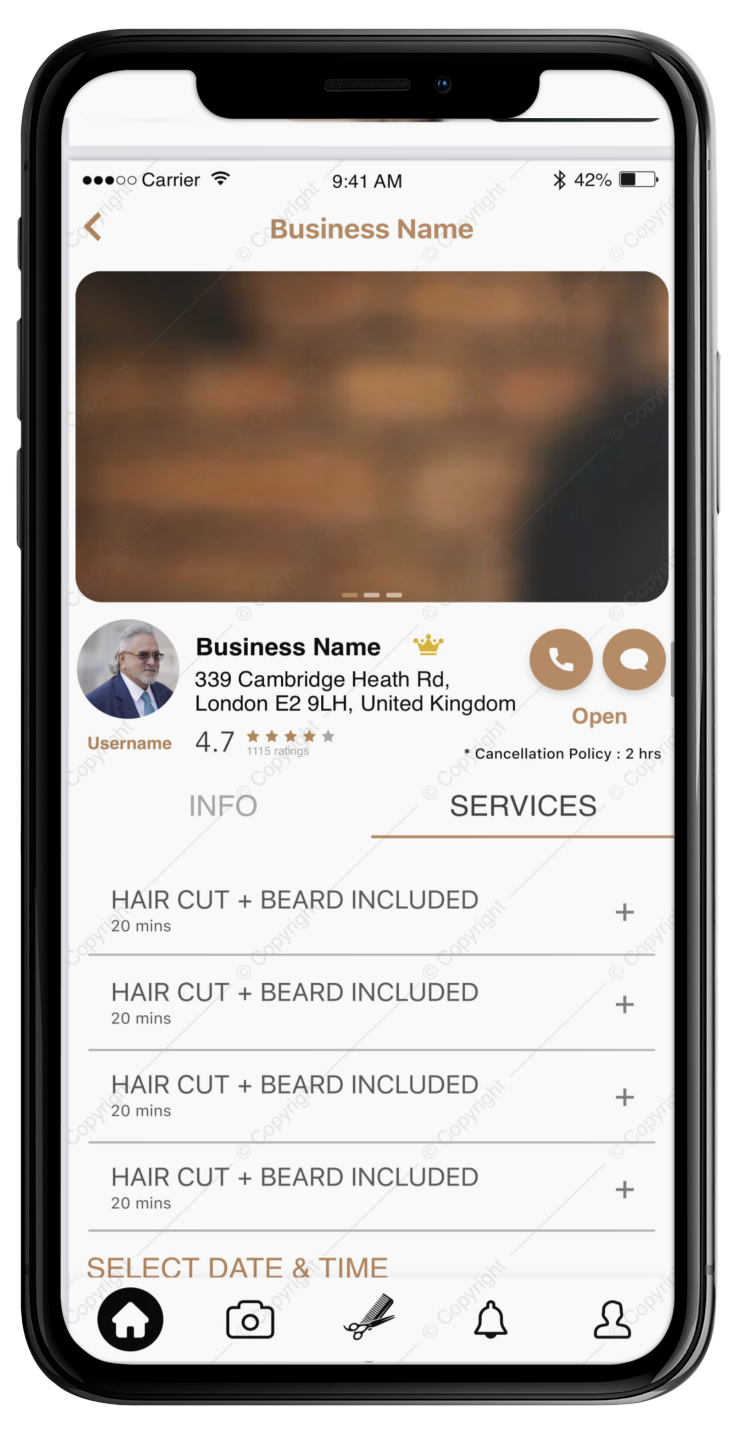 Carrier
9:41 AM
42%
Business Name
Business Name
339 Cambridge Heath Rd,
London E2 9LH, United Kingdom
Open
Username
4.7
1115 ratings
* Cancellation Policy : 2 hrs
INFO
SERVICES
HAIR CUT + BEARD INCLUDED
20 mins
+
HAIR CUT + BEARD INCLUDED
20 mins
+
HAIR CUT + BEARD INCLUDED
20 mins
+
HAIR CUT + BEARD INCLUDED
20 mins
+
SELECT DATE & TIME
© Copyright